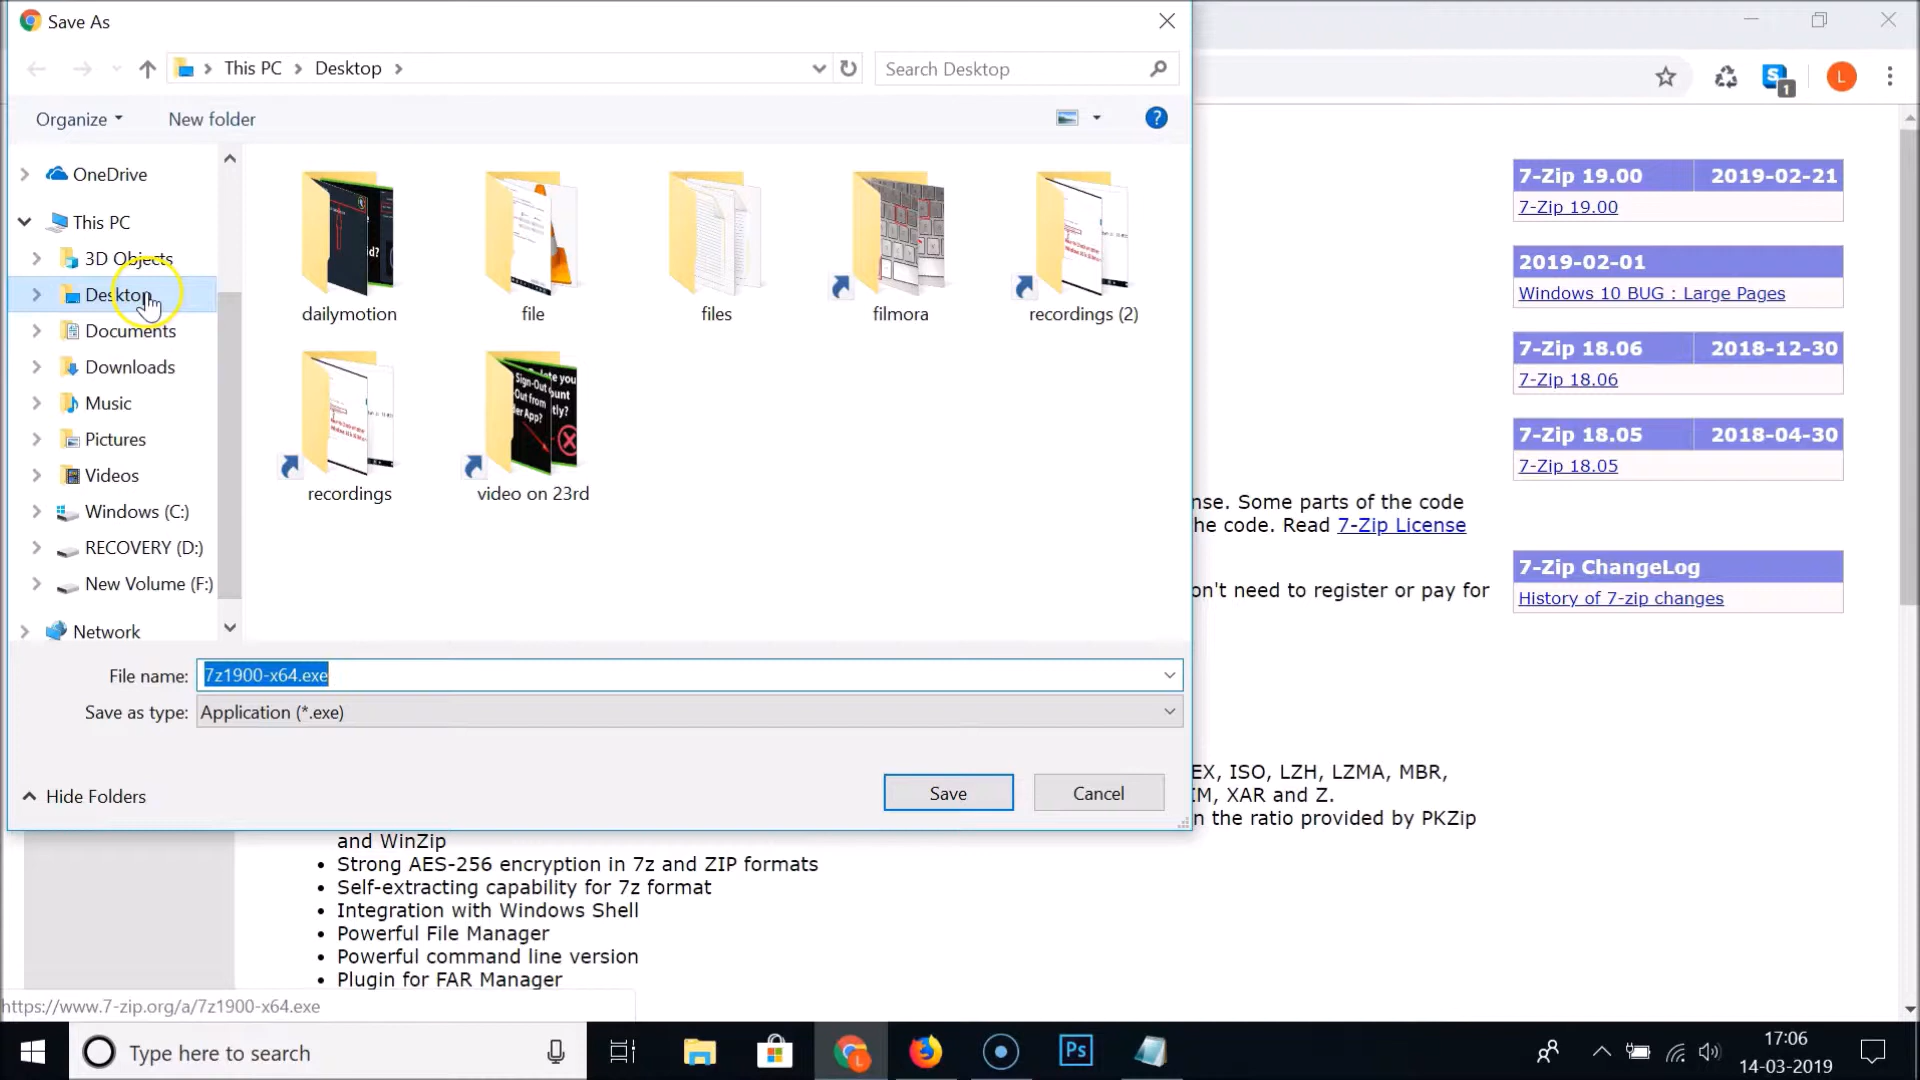 Save As
This PC > Desktop >
Search Desktop
Organize
New folder
OneDrive
This PC
3D Objects
Desktop
Documents
Downloads
Music
Pictures
Videos
Windows (C:)
RECOVERY (D:)
New Volume (F:)
Network
dailymotion
file
files
filmora
recordings (2)
recordings
video on 23rd
File name: 7z1900-x64.exe
Save as type: Application (*.exe)
Hide Folders
Save
Cancel
L
S
1
7-Zip 19.00 2019-02-21
7-Zip 19.00
2019-02-01
Windows 10 BUG : Large Pages
7-Zip 18.06 2018-12-30
7-Zip 18.06
7-Zip 18.05 2018-04-30
7-Zip 18.05
7-Zip ChangeLog
History of 7-zip changes
nse. Some parts of the code
he code. Read 7-Zip License
on't need to register or pay for
EX, ISO, LZH, LZMA, MBR,
IM, XAR and Z.
n the ratio provided by PKZip
and WinZip
• Strong AES-256 encryption in 7z and ZIP formats
• Self-extracting capability for 7z format
• Integration with Windows Shell
• Powerful File Manager
• Powerful command line version
• Plugin for FAR Manager
https://www.7-zip.org/a/7z1900-x64.exe
Type here to search
L
Ps
17:06
14-03-2019